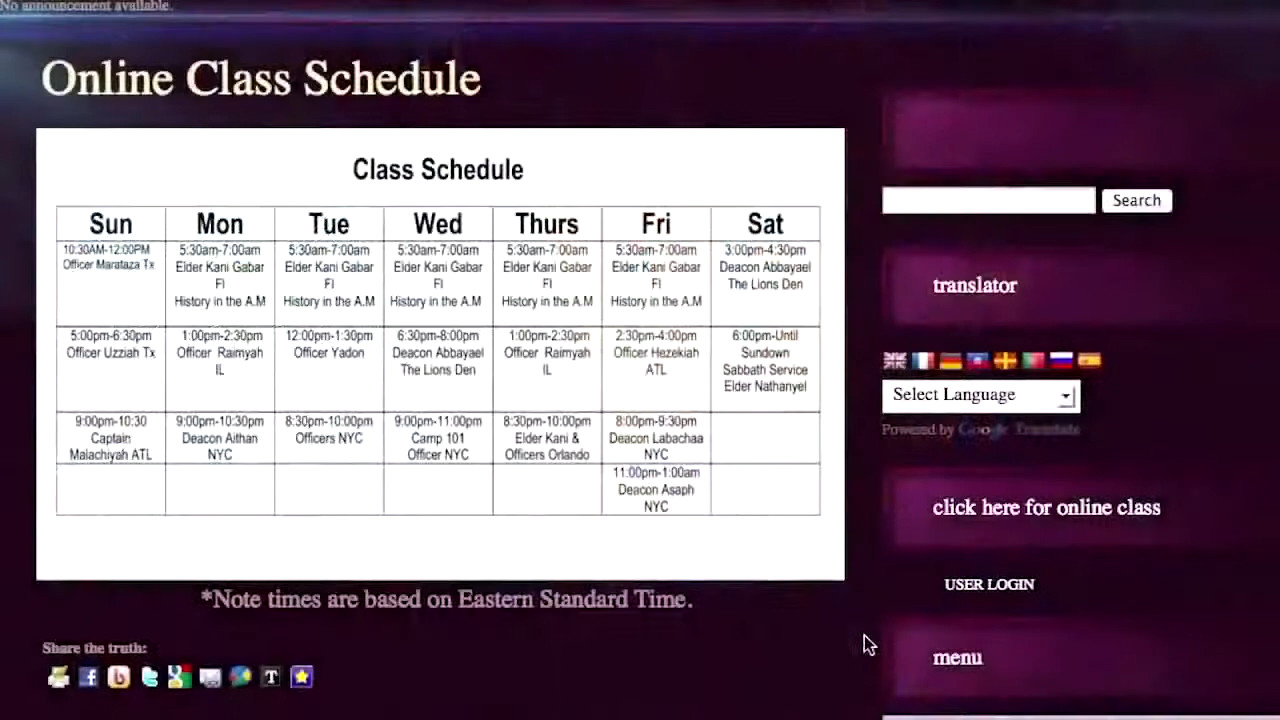 No announcement available.
Online Class Schedule
Class Schedule
Sun Mon Tue Wed Thurs Fri Sat
10:30AM-12:00PM
Officer Marataza Tx
5:30am-7:00am
Elder Kani Gabar
Fl
History in the A.M
5:30am-7:00am
Elder Kani Gabar
Fl
History in the A.M
5:30am-7:00am
Elder Kani Gabar
Fl
History in the A.M
5:30am-7:00am
Elder Kani Gabar
Fl
History in the A.M
5:30am-7:00am
Elder Kani Gabar
Fl
History in the A.M
3:00pm-4:30pm
Deacon Abbayael
The Lions Den
5:00pm-6:30pm
Officer Uzziah Tx
1:00pm-2:30pm
Officer Raimyah
IL
12:00pm-1:30pm
Officer Yadon
6:30pm-8:00pm
Deacon Abbayael
The Lions Den
1:00pm-2:30pm
Officer Raimyah
IL
2:30pm-4:00pm
Officer Hezekiah
ATL
6:00pm-Until
Sundown
Sabbath Service
Elder Nathanyel
9:00pm-10:30
Captain
Malachiyah ATL
9:00pm-10:30pm
Deacon Aithan
NYC
8:30pm-10:00pm
Officers NYC
9:00pm-11:00pm
Camp 101
Officer NYC
8:30pm-10:00pm
Elder Kani &
Officers Orlando
8:00pm-9:30pm
Deacon Labachaa
NYC
11:00pm-1:00am
Deacon Asaph
NYC
*Note times are based on Eastern Standard Time.
Share the truth:
Search
translator
Select Language
Powered by Google Translate
click here for online class
USER LOGIN
menu